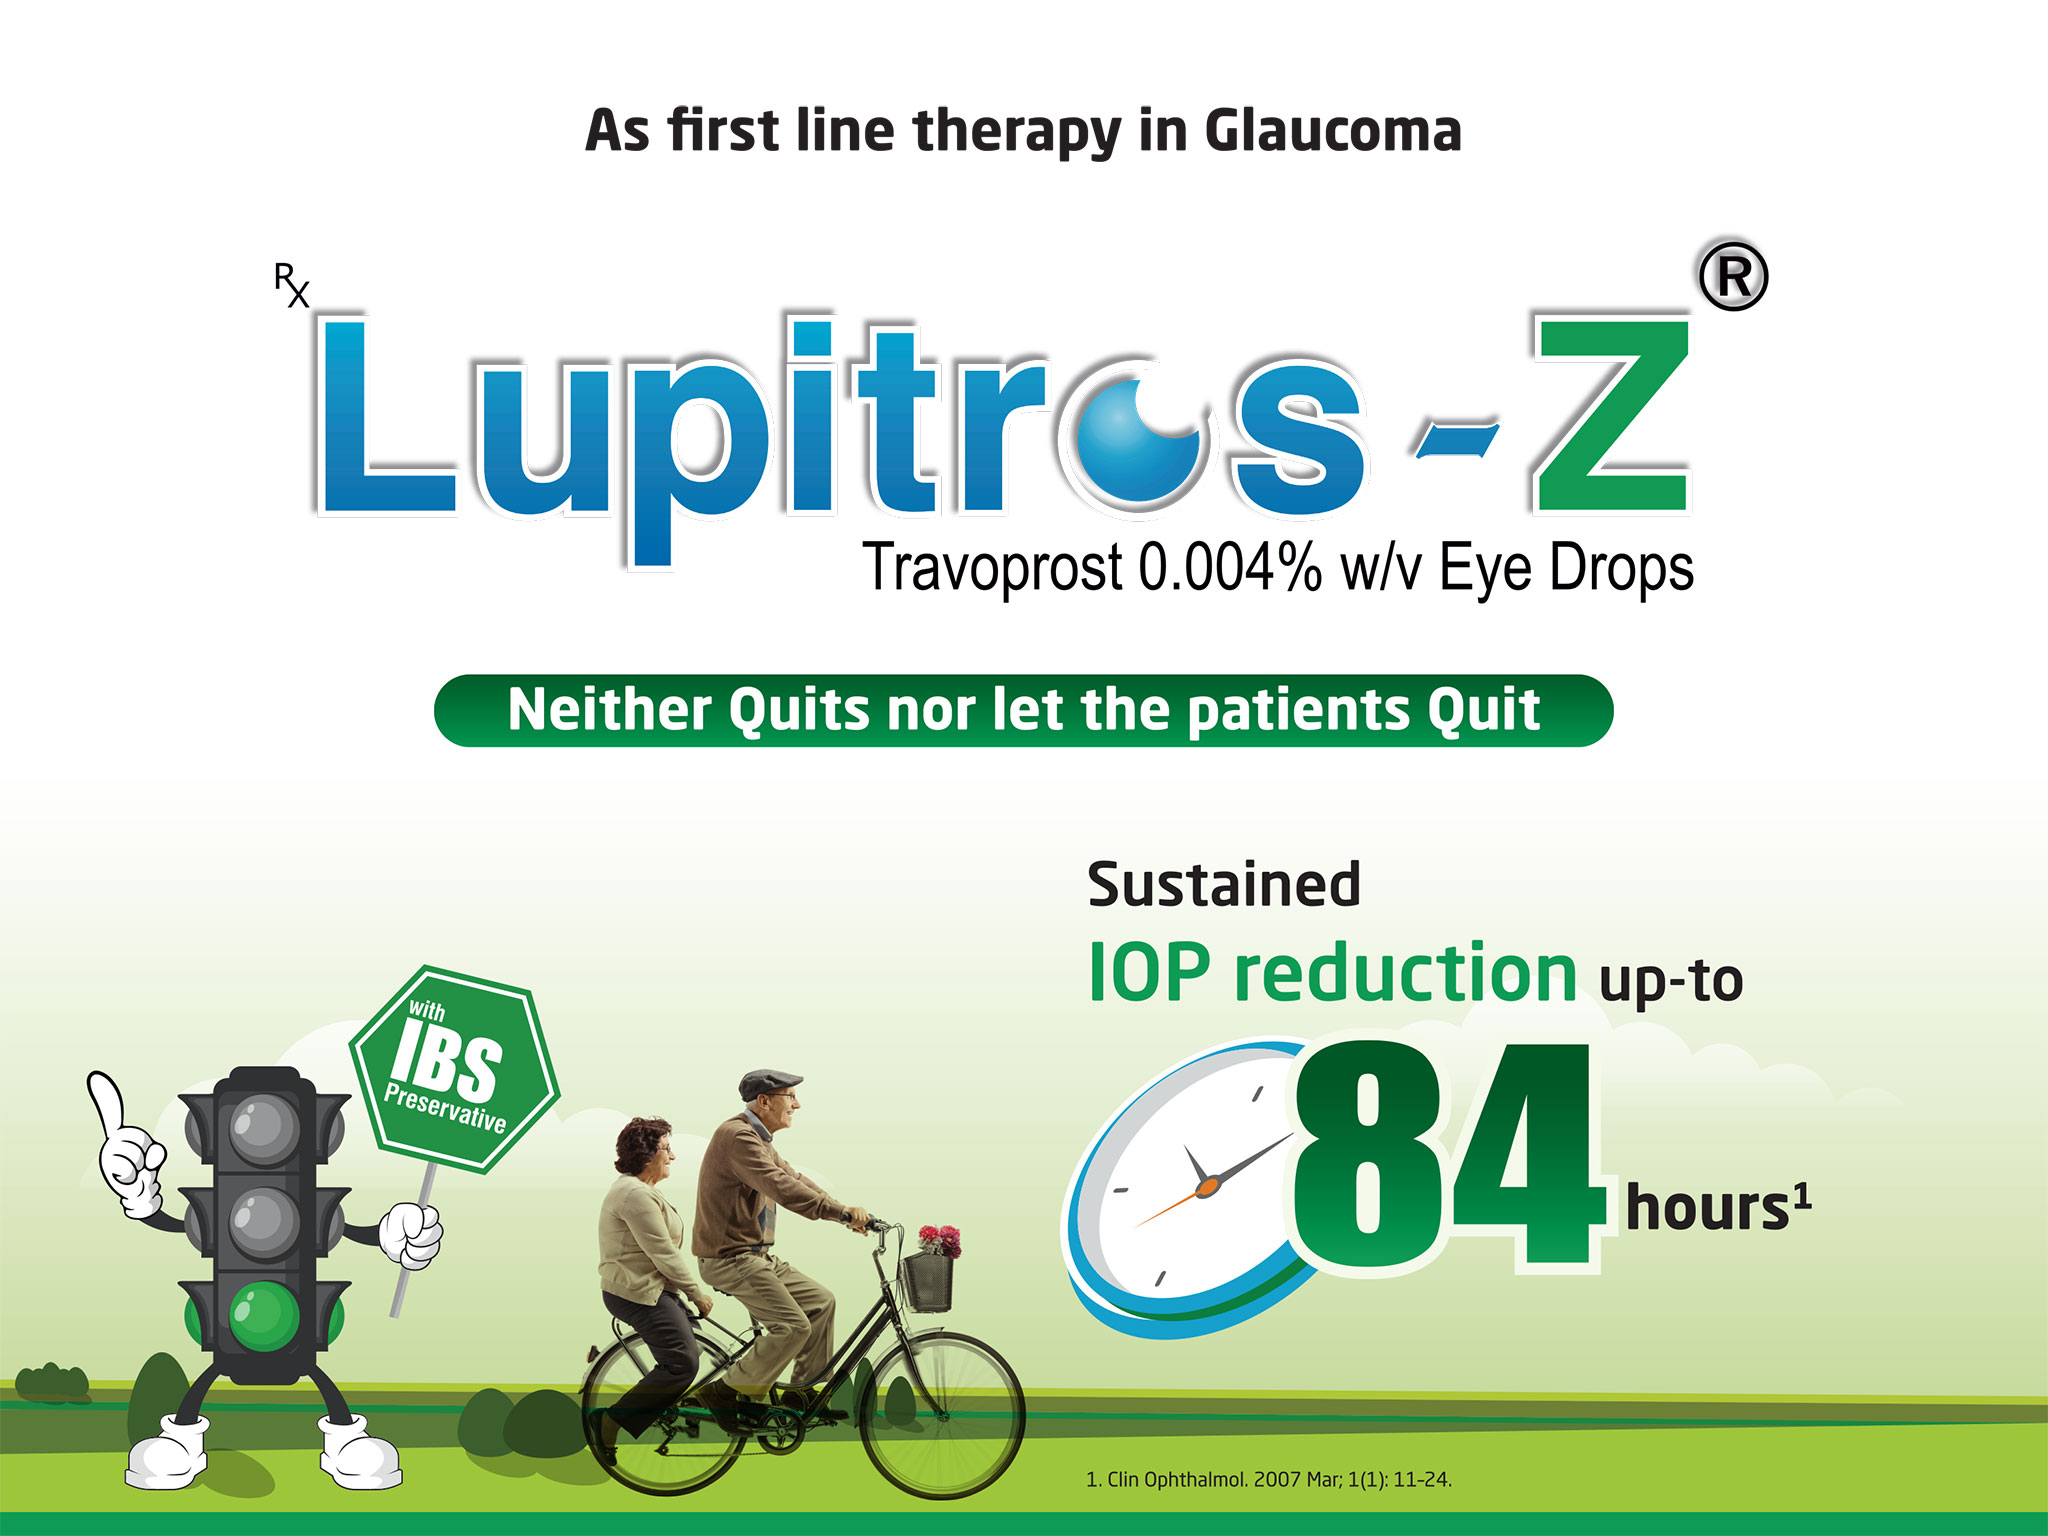 As first line therapy in Glaucoma
Rx
Lupitros-Z®
Travoprost 0.004% w/v Eye Drops
Neither Quits nor let the patients Quit
Sustained
IOP reduction up-to
84 hours¹
with
IBS
Preservative
1. Clin Ophthalmol. 2007 Mar; 1(1): 11–24.